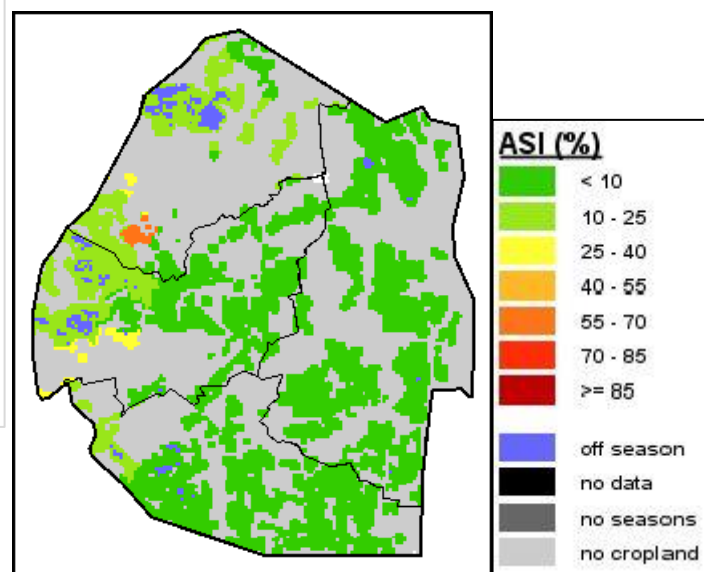 ASI (%)
< 10
10 - 25
25 - 40
40 - 55
55 - 70
70 - 85
>= 85
off season
no data
no seasons
no cropland